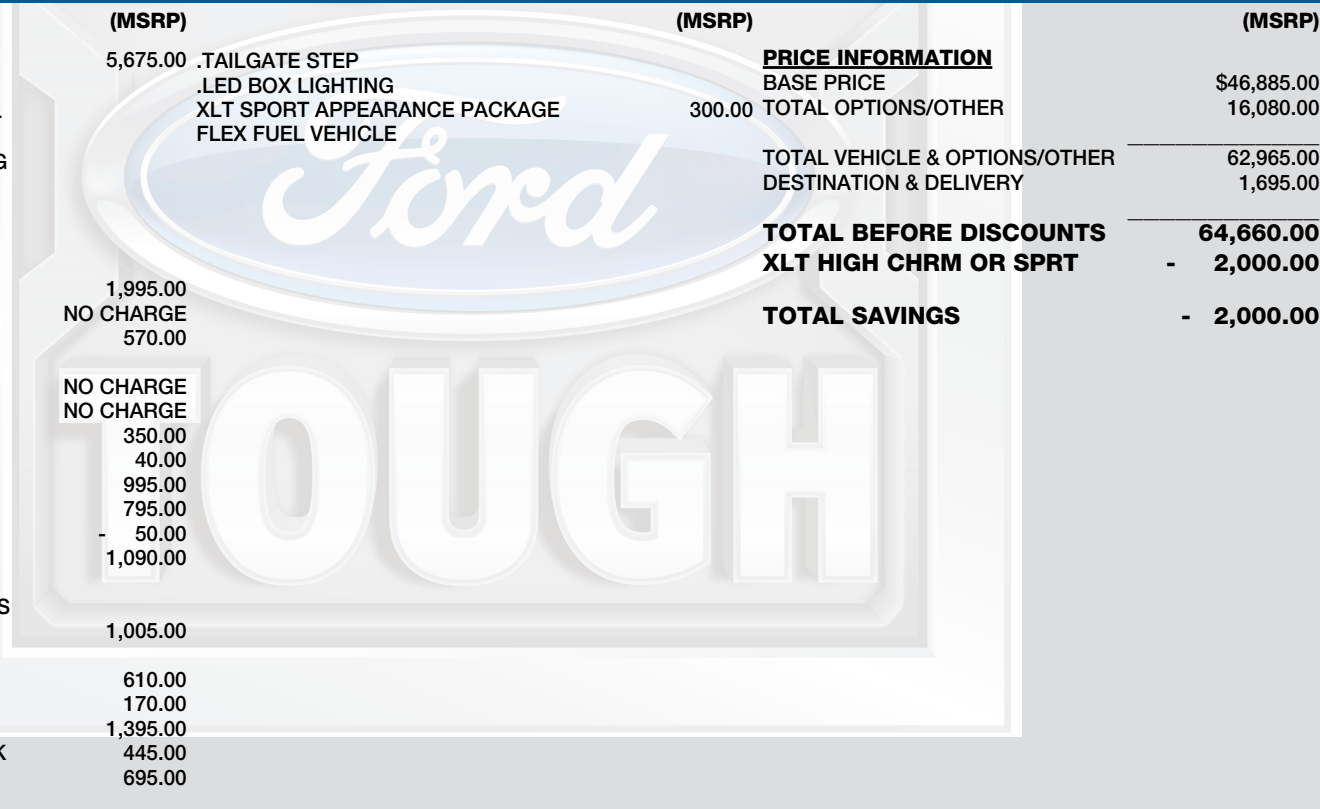 (MSRP)
5,675.00
G
1,995.00
NO CHARGE
570.00
NO CHARGE
NO CHARGE
350.00
40.00
995.00
795.00
- 50.00
1,090.00
S
1,005.00
610.00
170.00
1,395.00
K 445.00
695.00
(MSRP)
.TAILGATE STEP
.LED BOX LIGHTING
XLT SPORT APPEARANCE PACKAGE 300.00
FLEX FUEL VEHICLE
Ford
TOUGH
(MSRP)
PRICE INFORMATION
BASE PRICE $46,885.00
TOTAL OPTIONS/OTHER 16,080.00
TOTAL VEHICLE & OPTIONS/OTHER 62,965.00
DESTINATION & DELIVERY 1,695.00
TOTAL BEFORE DISCOUNTS 64,660.00
XLT HIGH CHRM OR SPRT - 2,000.00
TOTAL SAVINGS - 2,000.00